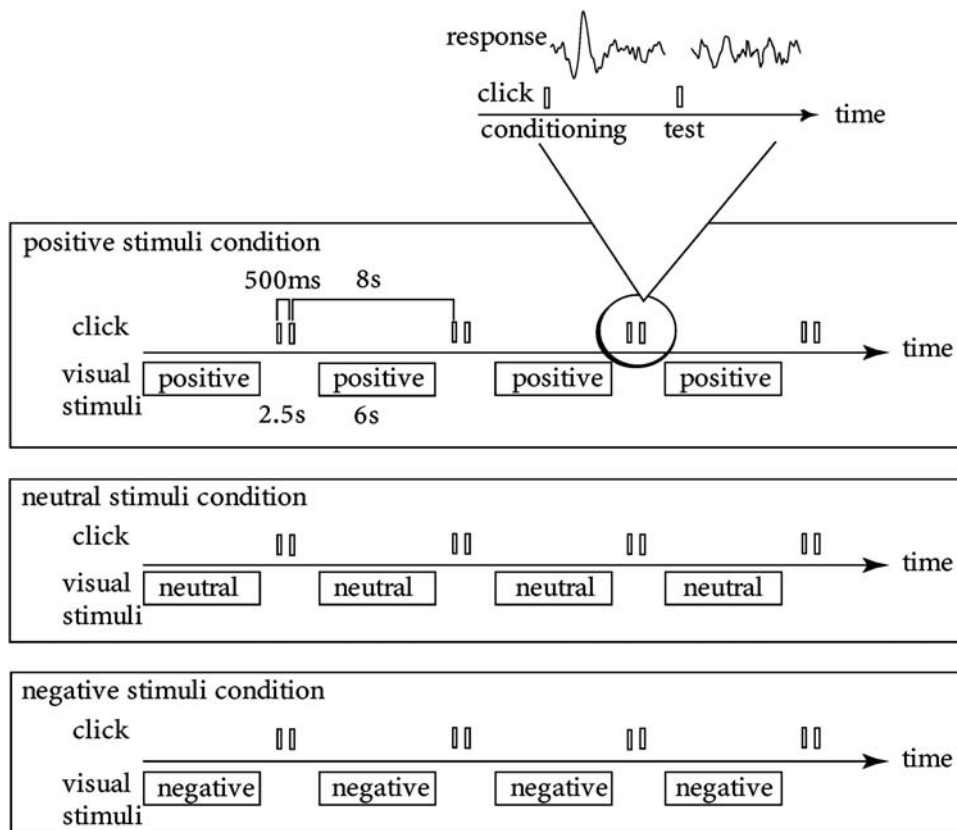 response
click
time
conditioning test
positive stimuli condition
500ms 8s
click
time
visual stimuli
positive positive positive positive
2.5s 6s
neutral stimuli condition
click
time
visual stimuli
neutral neutral neutral neutral
negative stimuli condition
click
time
visual stimuli
negative negative negative negative